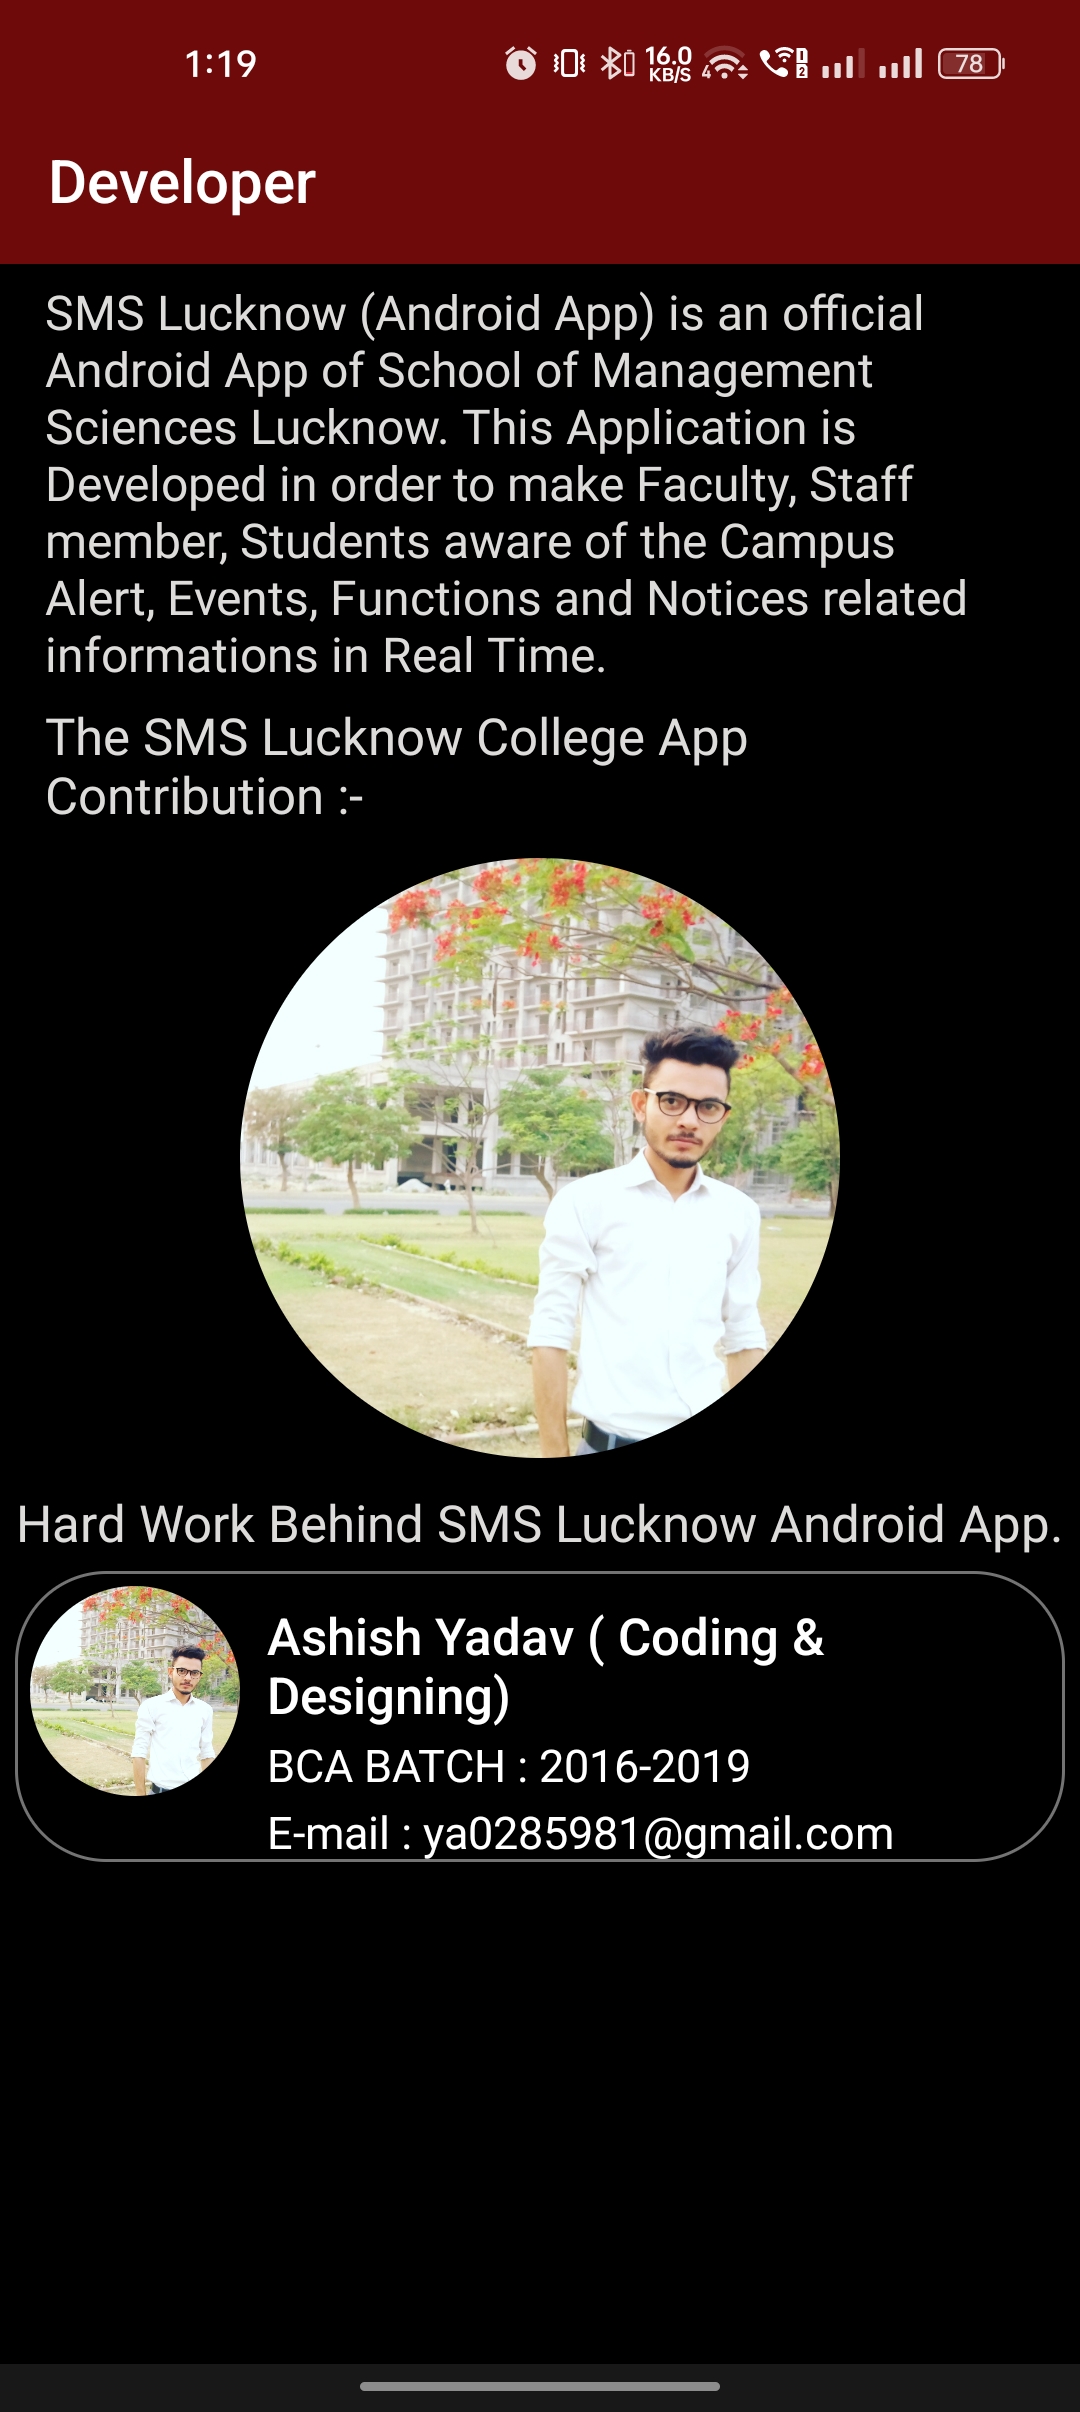 1:19
16.0
KB/S
4
1
2
78
Developer
SMS Lucknow (Android App) is an official
Android App of School of Management
Sciences Lucknow. This Application is
Developed in order to make Faculty, Staff
member, Students aware of the Campus
Alert, Events, Functions and Notices related
informations in Real Time.
The SMS Lucknow College App
Contribution :-
Hard Work Behind SMS Lucknow Android App.
Ashish Yadav ( Coding &
Designing)
BCA BATCH : 2016-2019
E-mail : ya0285981@gmail.com